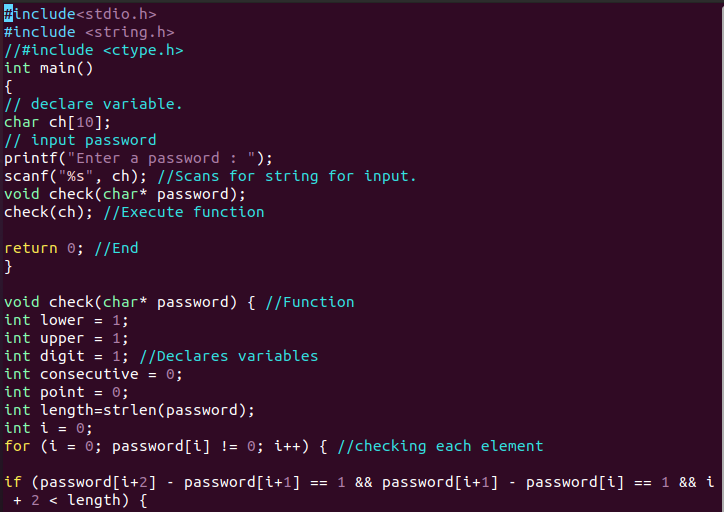 #include<stdio.h>
#include <string.h>
//#include <ctype.h>
int main()
{
// declare variable.
char ch[10];
// input password
printf("Enter a password : ");
scanf("%s", ch); //Scans for string for input.
void check(char* password);
check(ch); //Execute function

return 0; //End
}

void check(char* password) { //Function
int lower = 1;
int upper = 1;
int digit = 1; //Declares variables
int consecutive = 0;
int point = 0;
int length=strlen(password);
int i = 0;
for (i = 0; password[i] != 0; i++) { //checking each element

if (password[i+2] - password[i+1] == 1 && password[i+1] - password[i] == 1 && i
 + 2 < length) {